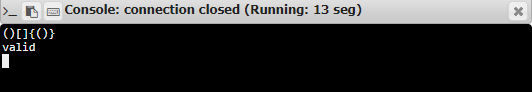 >_ Console: connection closed (Running: 13 seg)
()[]{()}
valid